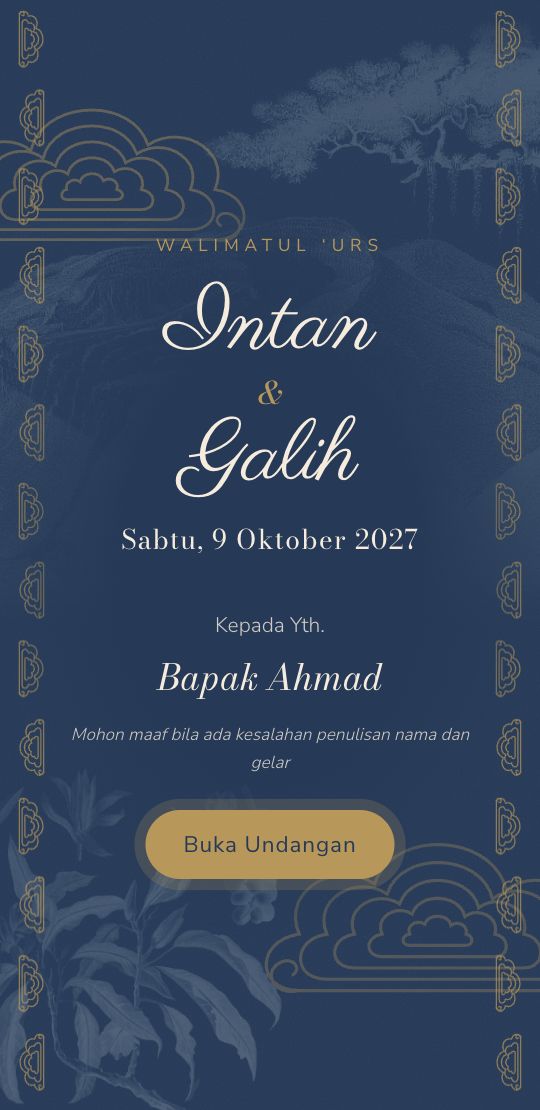 WALIMATUL 'URS
Intan
&
Galih
Sabtu, 9 Oktober 2027
Kepada Yth.
Bapak Ahmad
Mohon maaf bila ada kesalahan penulisan nama dan
gelar
Buka Undangan